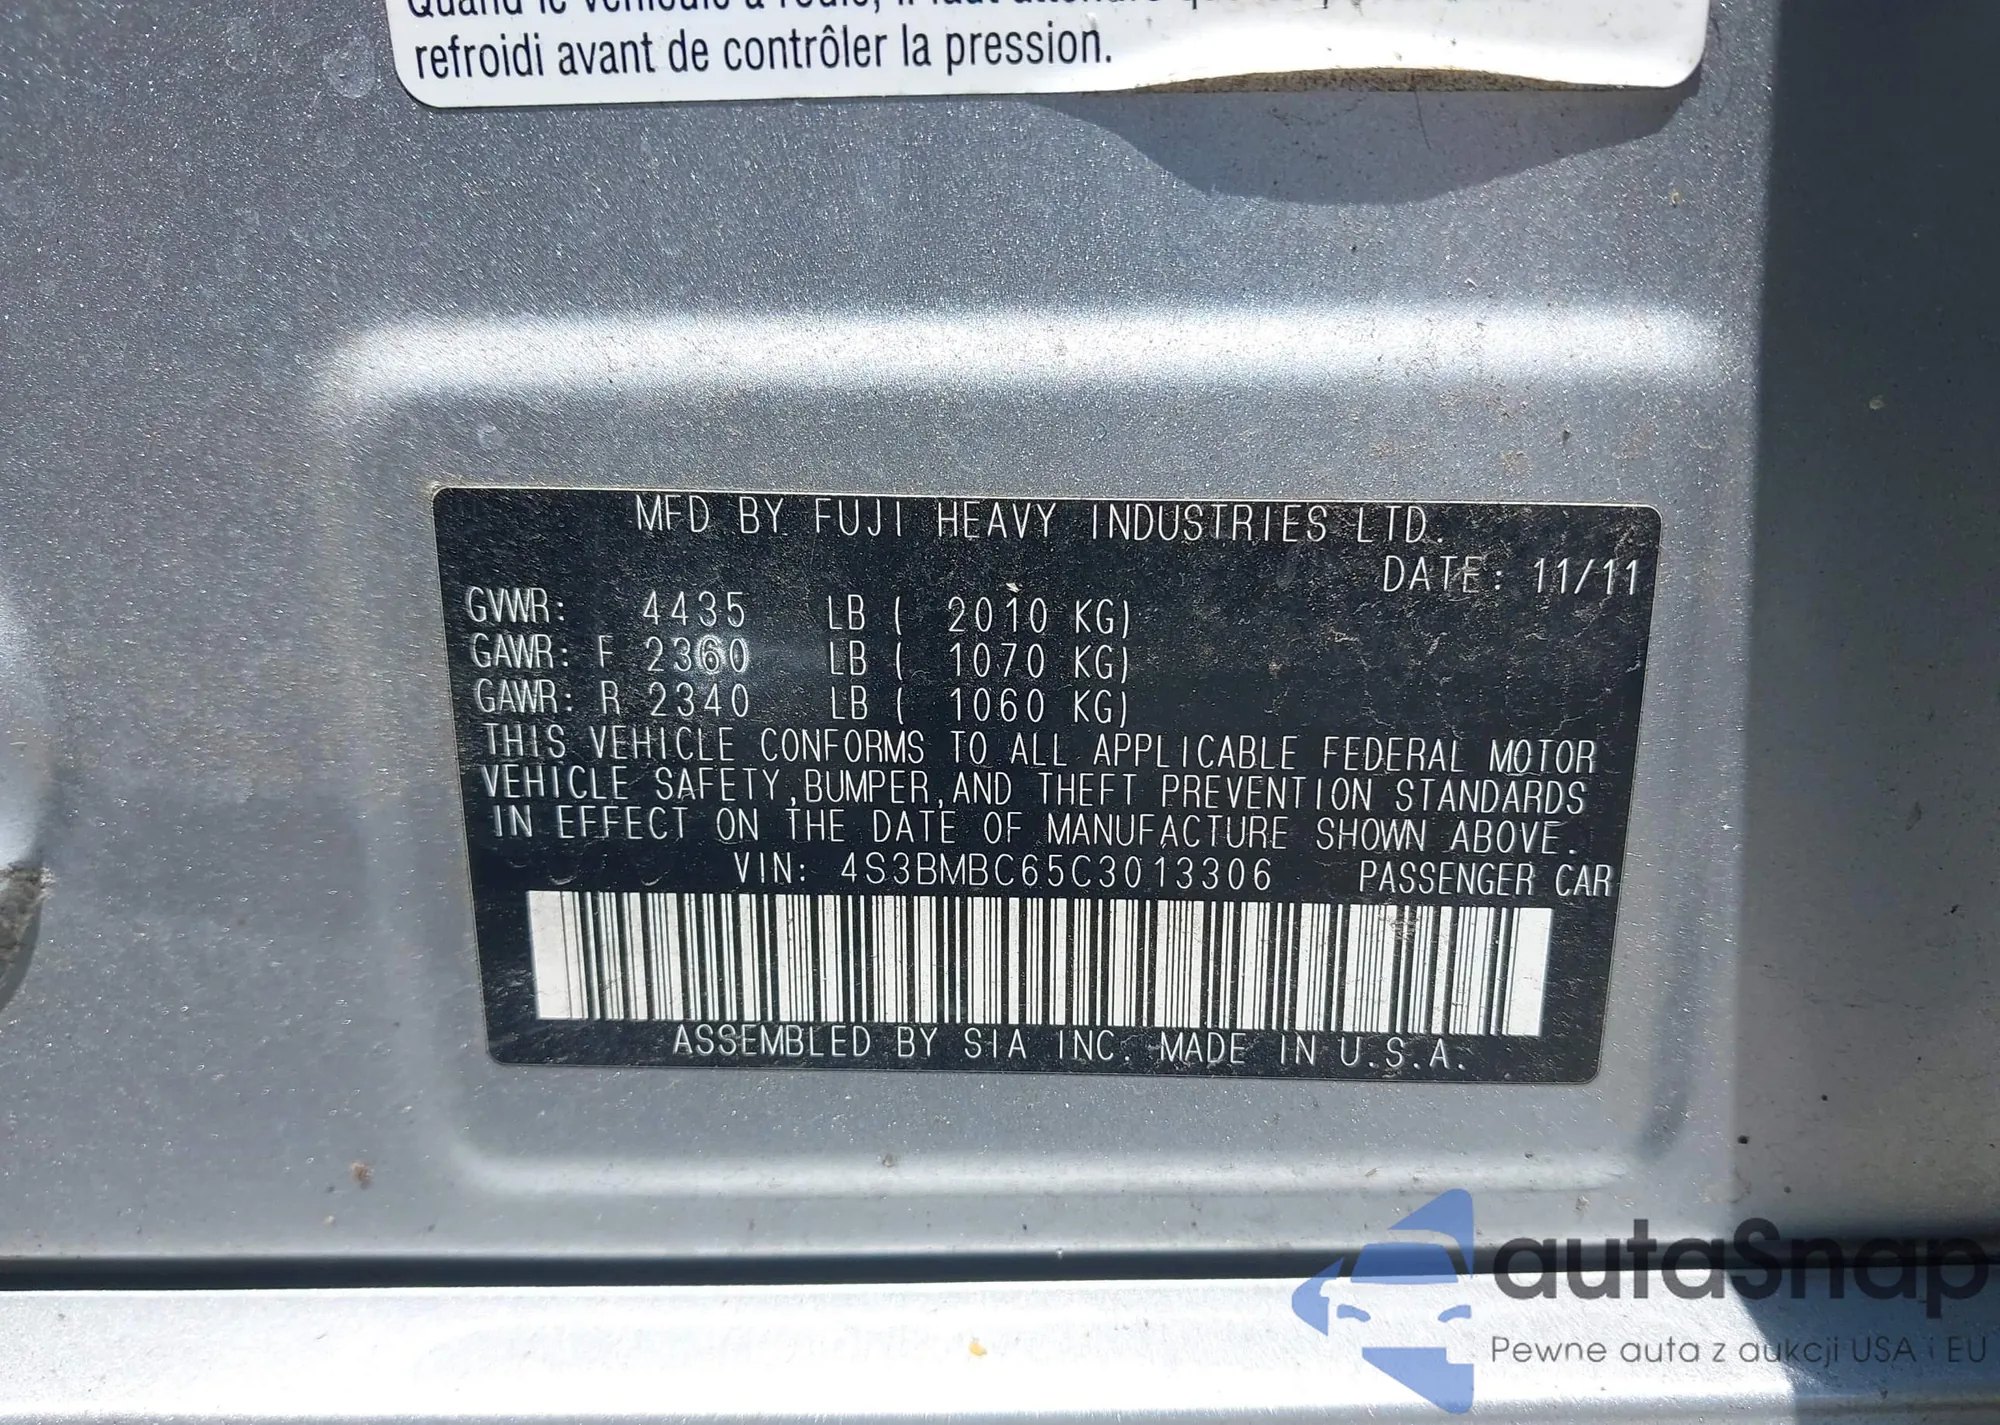 refroidi avant de contrôler la pression.
MFD BY FUJI HEAVY INDUSTRIES LTD.
DATE: 11/11
GVWR: 4435 LB ( 2010 KG)
GAWR: F 2360 LB ( 1070 KG)
GAWR: R 2340 LB ( 1060 KG)
THIS VEHICLE CONFORMS TO ALL APPLICABLE FEDERAL MOTOR
VEHICLE SAFETY,BUMPER,AND THEFT PREVENTION STANDARDS
IN EFFECT ON THE DATE OF MANUFACTURE SHOWN ABOVE.
VIN: 4S3BMBC65C3013306 PASSENGER CAR
ASSEMBLED BY SIA INC. MADE IN U.S.A.
autaSnap
Pewne auta z aukcji USA i EU